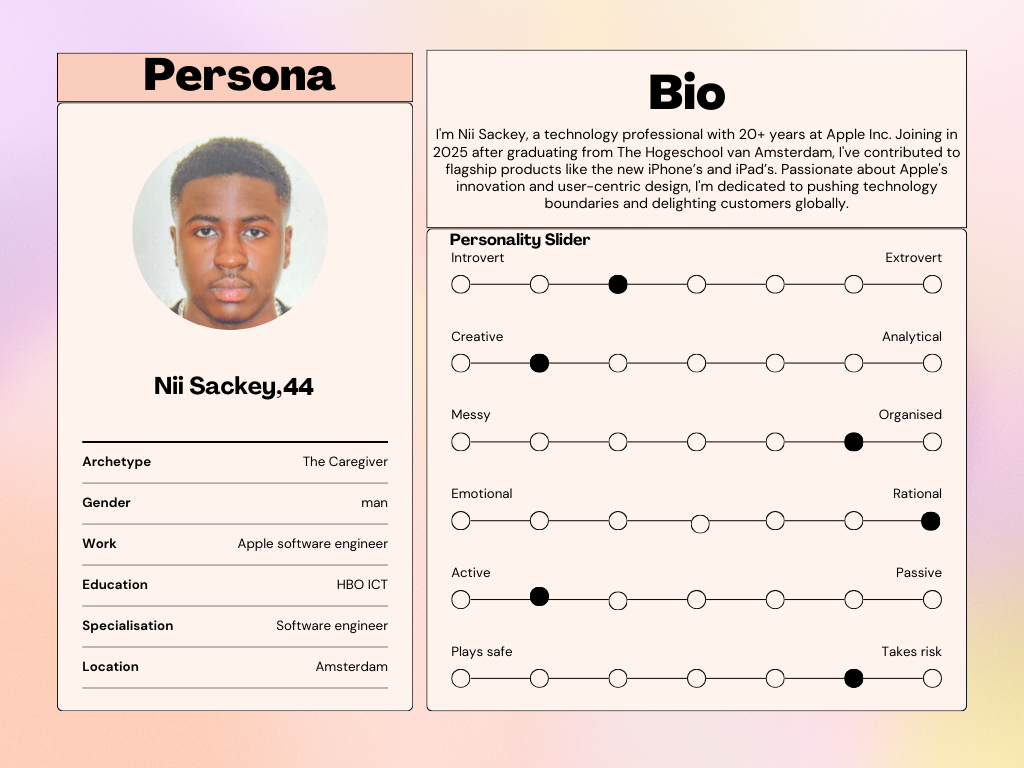 Persona
Nii Sackey,44
Archetype The Caregiver
Gender man
Work Apple software engineer
Education HBO ICT
Specialisation Software engineer
Location Amsterdam
Bio
I'm Nii Sackey, a technology professional with 20+ years at Apple Inc. Joining in
2025 after graduating from The Hogeschool van Amsterdam, I've contributed to
flagship products like the new iPhone’s and iPad’s. Passionate about Apple's
innovation and user-centric design, I'm dedicated to pushing technology
boundaries and delighting customers globally.
Personality Slider
Introvert Extrovert
Creative Analytical
Messy Organised
Emotional Rational
Active Passive
Plays safe Takes risk